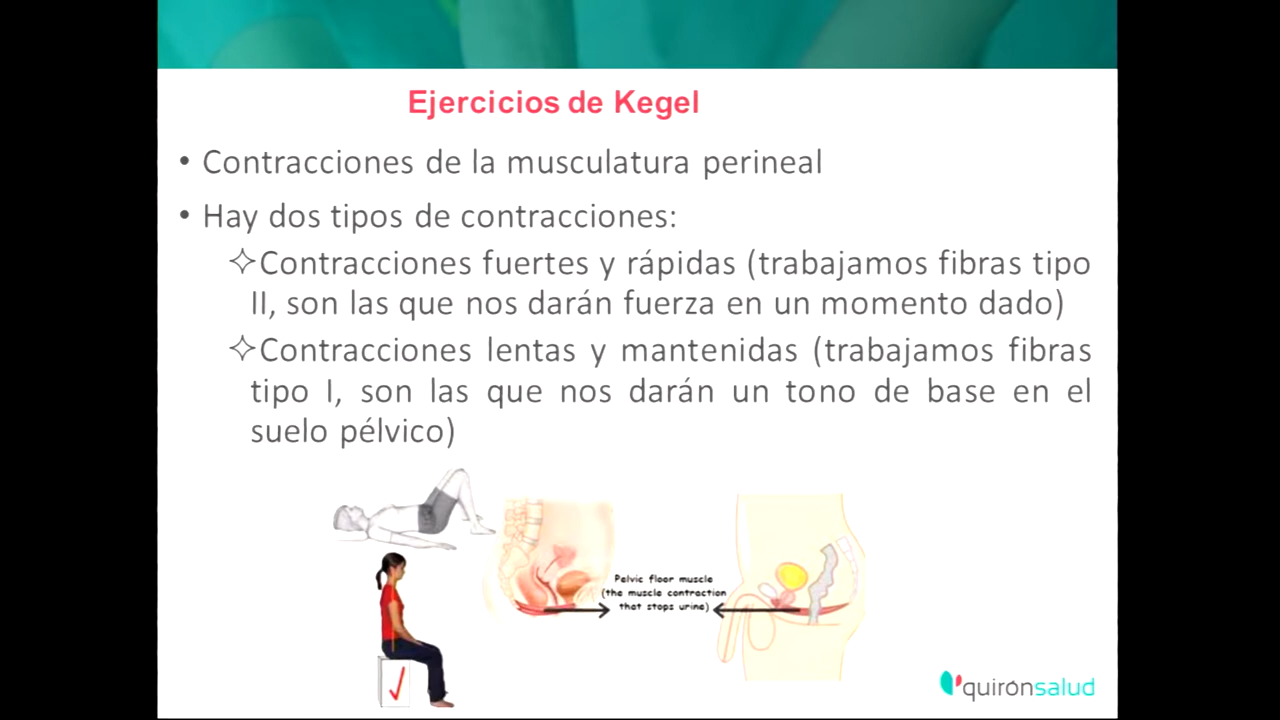 Ejercicios de Kegel
• Contracciones de la musculatura perineal
• Hay dos tipos de contracciones:
✧Contracciones fuertes y rápidas (trabajamos fibras tipo
II, son las que nos darán fuerza en un momento dado)
✧Contracciones lentas y mantenidas (trabajamos fibras
tipo I, son las que nos darán un tono de base en el
suelo pélvico)
Pelvic floor muscle
(the muscle contraction
that stops urine)
quirónsalud